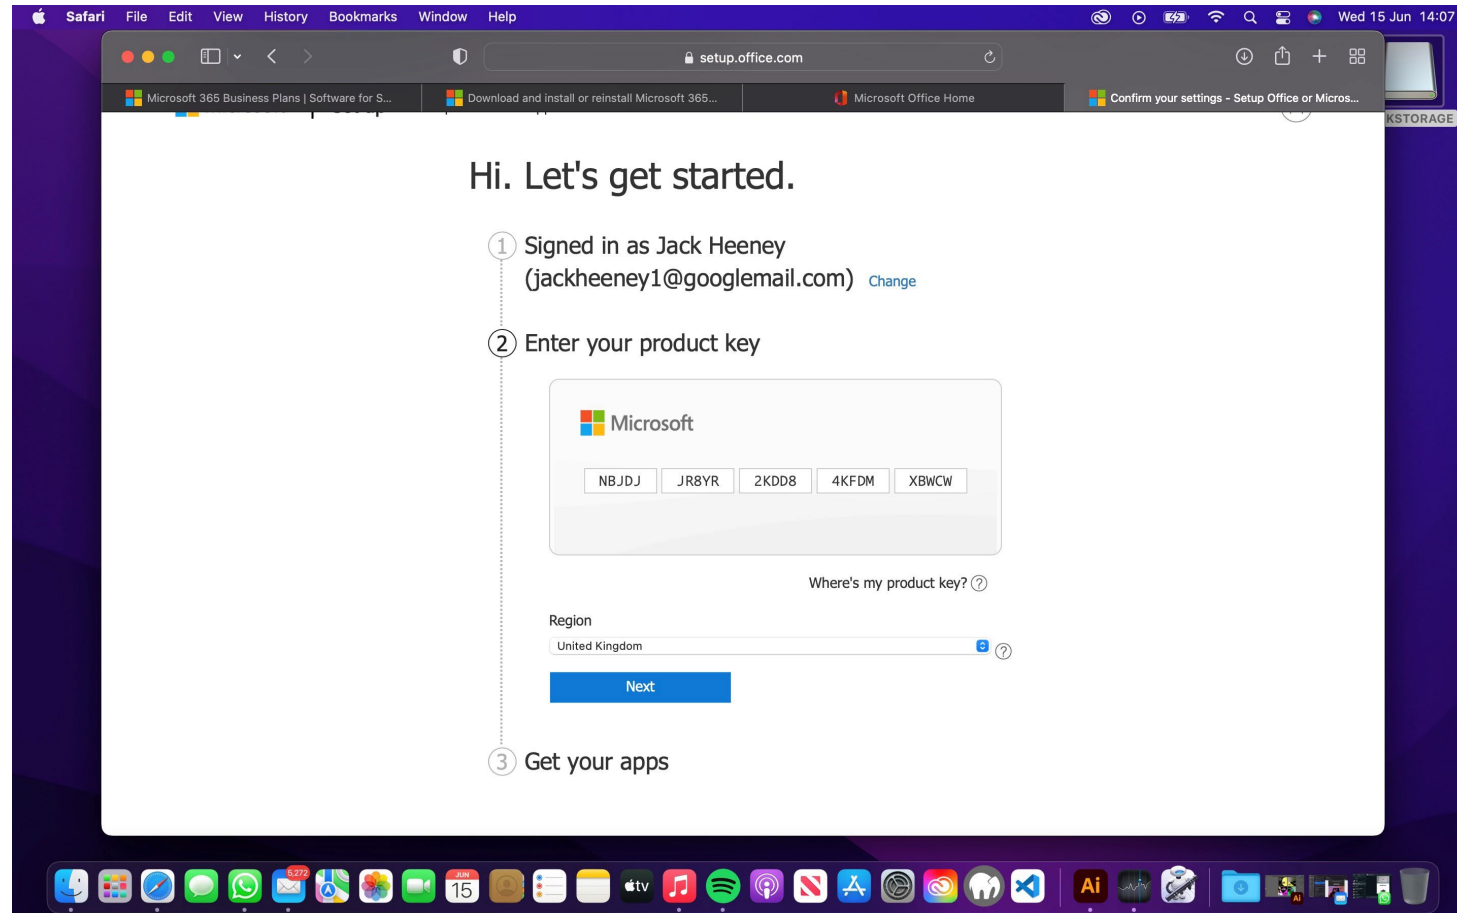 Safari File Edit View History Bookmarks Window Help Wed 15 Jun 14:07
setup.office.com
Microsoft 365 Business Plans | Software for S... Download and install or reinstall Microsoft 365... Microsoft Office Home Confirm your settings - Setup Office or Micros...
KSTORAGE
Hi. Let's get started.
1 Signed in as Jack Heeney
(jackheeney1@googlemail.com) Change
2 Enter your product key
Microsoft
NBJDJ JR8YR 2KDD8 4KFDM XBWCW
Where's my product key? ?
Region
United Kingdom ?
Next
3 Get your apps
5,272
JUN
15
tv
Ai